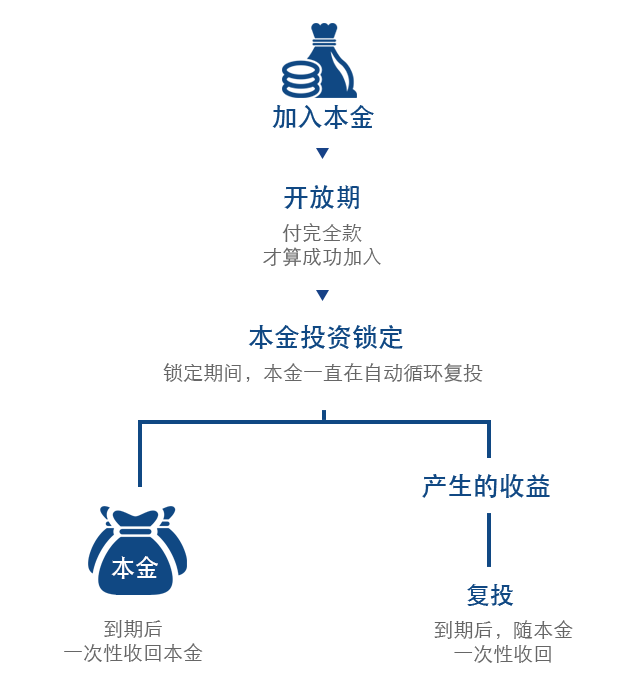 加入本金
开放期
付完全款
才算成功加入
本金投资锁定
锁定期间，本金一直在自动循环复投
本金
到期后
一次性收回本金
产生的收益
复投
到期后，随本金
一次性收回